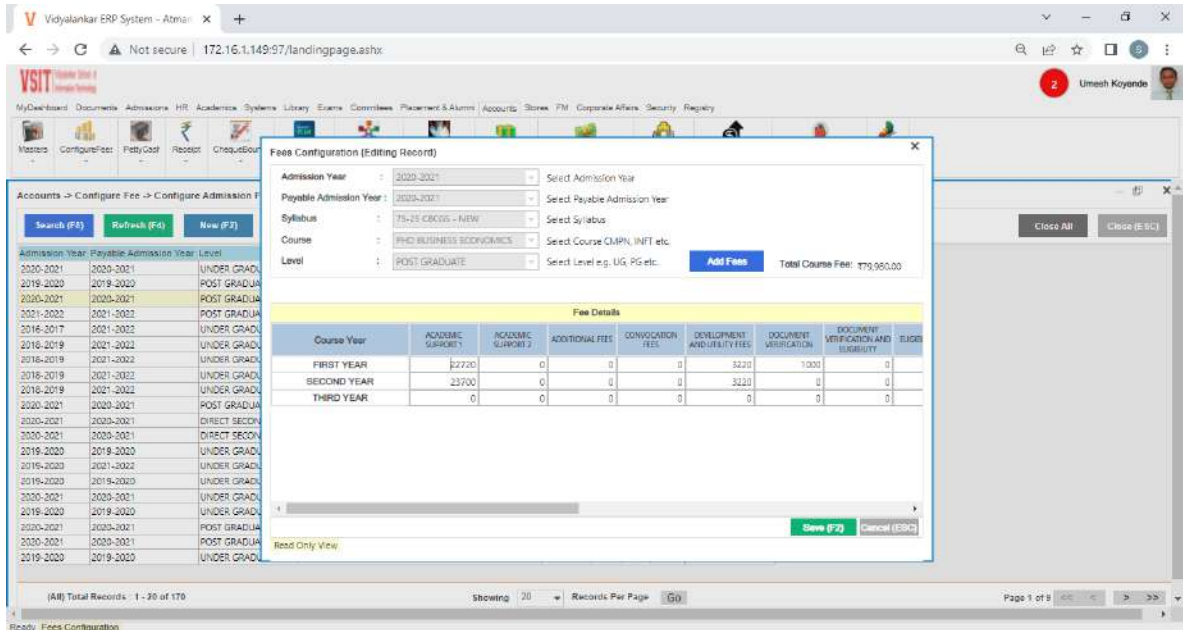 Vidyalankar ERP System - Atman
Not secure 172.16.1.149:97/landingpage.ashx
VSIT Vidyalankar School of Information Technology
2 Umesh Koyande
MyDashboard Documents Admissions HR Academics Systems Library Exams Commitees Placement & Alumni Accounts Stores FM Corporate Affairs Security Registry
Masters ConfigureFees PettyCash Receipt ChequeBoun
Fees Configuration (Editing Record)
Admission Year : 2020-2021 Select Admission Year
Payable Admission Year : 2020-2021 Select Payable Admission Year
Syllabus : 75-25 CBCGS - NEW Select Syllabus
Course : PHD BUSINESS ECONOMICS Select Course CMPN, INFT etc.
Level : POST GRADUATE Select Level e.g. UG, PG etc. Add Fees Total Course Fee: ₹79,980.00
Accounts -> Configure Fee -> Configure Admission F
Search (F8) Refresh (F4) New (F2) Close All Close (ESC)
Admission Year Payable Admission Year Level
2020-2021 2020-2021 UNDER GRADU
2019-2020 2019-2020 POST GRADUA
2020-2021 2020-2021 POST GRADUA
2021-2022 2021-2022 POST GRADUA
2016-2017 2021-2022 UNDER GRADU
2018-2019 2021-2022 UNDER GRADU
2018-2019 2021-2022 UNDER GRADU
2018-2019 2021-2022 UNDER GRADU
2018-2019 2021-2022 UNDER GRADU
2020-2021 2020-2021 POST GRADUA
2020-2021 2020-2021 DIRECT SECON
2020-2021 2020-2021 DIRECT SECON
2019-2020 2019-2020 UNDER GRADU
2019-2020 2021-2022 UNDER GRADU
2019-2020 2019-2020 UNDER GRADU
2020-2021 2020-2021 UNDER GRADU
2019-2020 2019-2020 UNDER GRADU
2020-2021 2020-2021 POST GRADUA
2020-2021 2020-2021 POST GRADUA
2019-2020 2019-2020 UNDER GRADU
Fee Details
Course Year ACADEMIC SUPPORT 1 ACADEMIC SUPPORT 2 ADDITIONAL FEES CONVOCATION FEES DEVELOPMENT AND UTILITY FEES DOCUMENT VERIFICATION DOCUMENT VERIFICATION AND ELIGIBILITY
FIRST YEAR 22720 0 0 0 3220 1000 0
SECOND YEAR 23700 0 0 0 3220 0 0
THIRD YEAR 0 0 0 0 0 0 0
Save (F2) Cancel (ESC)
Read Only View
(All) Total Records : 1 - 20 of 170 Showing 20 Records Per Page Go Page 1 of 9 << < > >>
Ready Fees Configuration